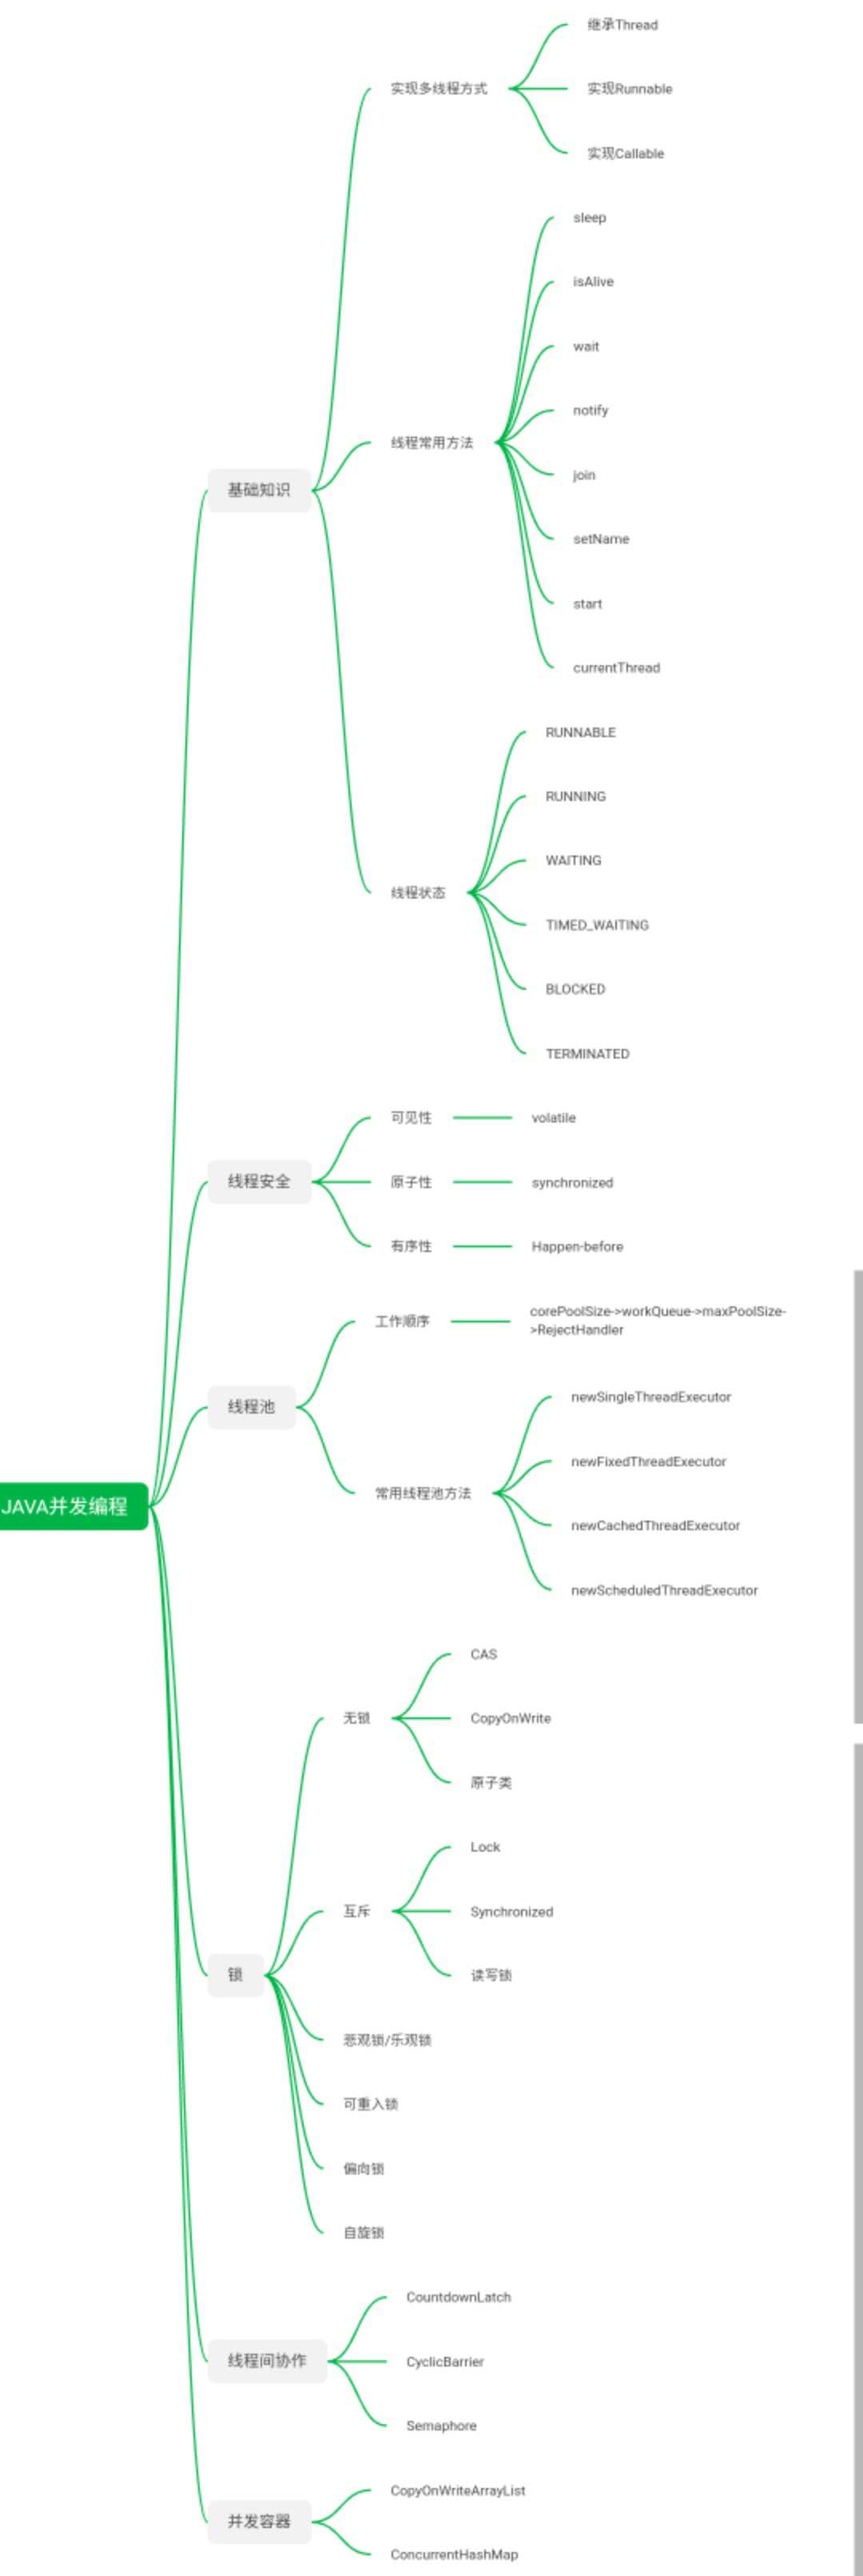 继承Thread
实现多线程方式
实现Runnable
实现Callable
sleep
isAlive
wait
notify
线程常用方法
join
基础知识
setName
start
currentThread
RUNNABLE
RUNNING
WAITING
线程状态
TIMED_WAITING
BLOCKED
TERMINATED
可见性
volatile
线程安全
原子性
synchronized
有序性
Happen-before
工作顺序
corePoolSize->workQueue->maxPoolSize-
>RejectHandler
线程池
newSingleThreadExecutor
newFixedThreadExecutor
常用线程池方法
newCachedThreadExecutor
newScheduledThreadExecutor
JAVA并发编程
CAS
无锁
CopyOnWrite
原子类
Lock
互斥
Synchronized
读写锁
锁
悲观锁/乐观锁
可重入锁
偏向锁
自旋锁
CountdownLatch
线程间协作
CyclicBarrier
Semaphore
CopyOnWriteArrayList
并发容器
ConcurrentHashMap